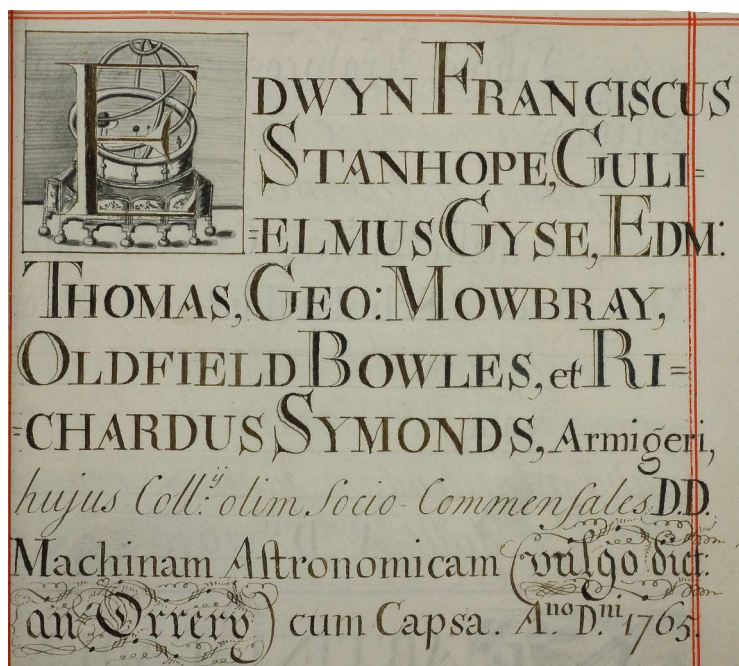 EDWYN FRANCISCUS
STANHOPE, GULI=
=ELMUS GYSE, EDM:
THOMAS, GEO: MOWBRAY,
OLDFIELD BOWLES, et RI=
=CHARDUS SYMONDS, Armigeri,
hujus Coll:ij olim Socio-Commenſales D.D.
Machinam Aſtronomicam (vulgo dict:
an Orrery) cum Capsa. A.no D.ni 1765.